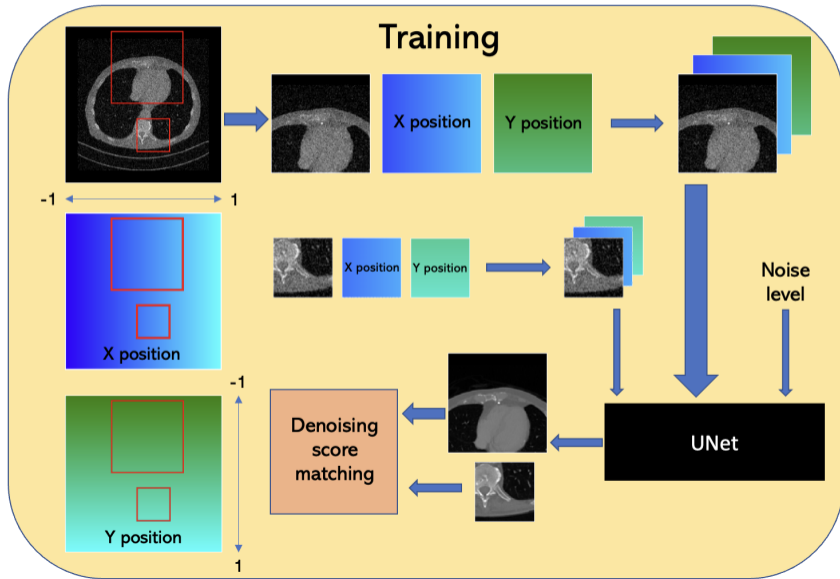 Training
X position
Y position
-1
1
X position
X position
Y position
Noise
level
-1
Y position
1
Denoising
score
matching
UNet